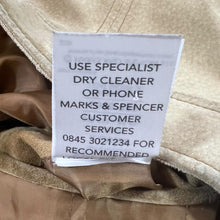 USE SPECIALIST
DRY CLEANER
OR PHONE
MARKS & SPENCER
CUSTOMER
SERVICES
0845 3021234 FOR
RECOMMENDED